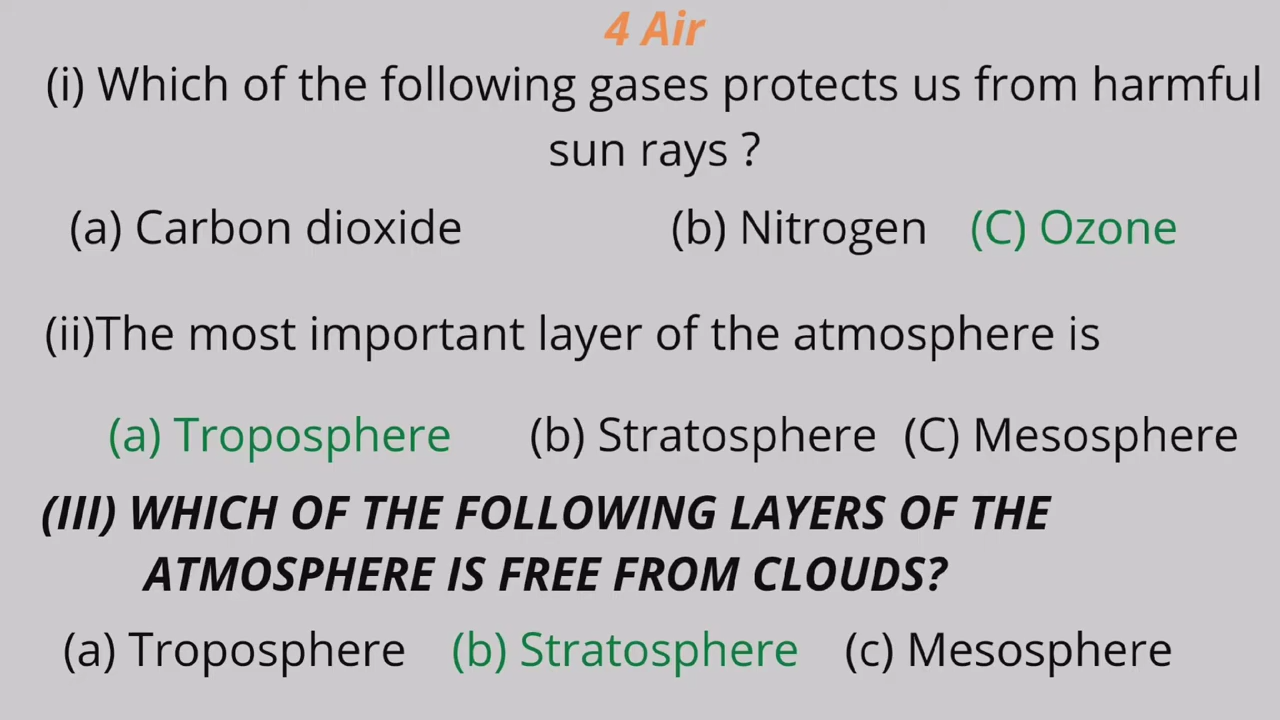 4 Air
(i) Which of the following gases protects us from harmful
sun rays ?
(a) Carbon dioxide (b) Nitrogen (C) Ozone
(ii)The most important layer of the atmosphere is
(a) Troposphere (b) Stratosphere (C) Mesosphere
(III) WHICH OF THE FOLLOWING LAYERS OF THE
ATMOSPHERE IS FREE FROM CLOUDS?
(a) Troposphere (b) Stratosphere (c) Mesosphere